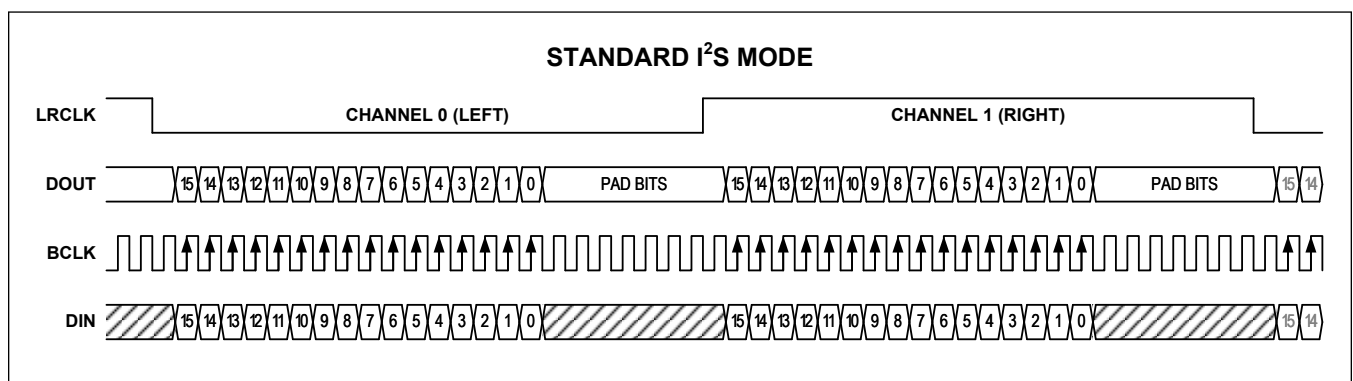 STANDARD I²S MODE
LRCLK CHANNEL 0 (LEFT) CHANNEL 1 (RIGHT)
DOUT 15 14 13 12 11 10 9 8 7 6 5 4 3 2 1 0 PAD BITS 15 14 13 12 11 10 9 8 7 6 5 4 3 2 1 0 PAD BITS 15 14
BCLK
DIN 15 14 13 12 11 10 9 8 7 6 5 4 3 2 1 0 15 14 13 12 11 10 9 8 7 6 5 4 3 2 1 0 15 14